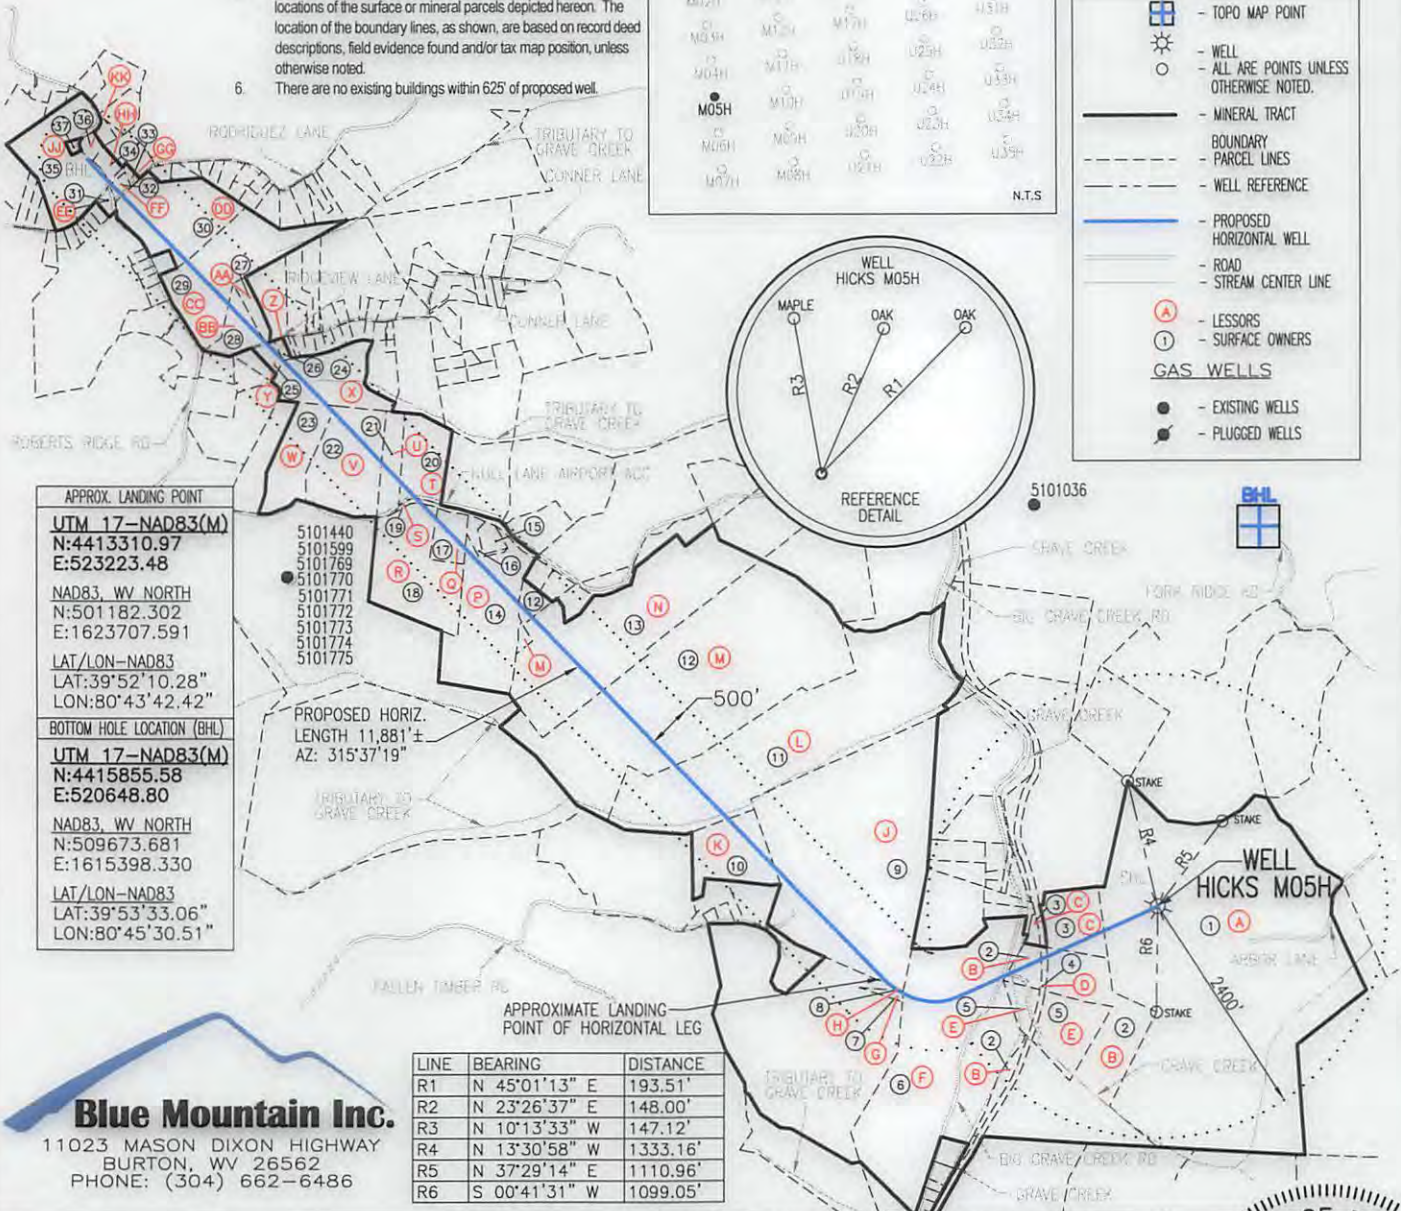 locations of the surface or mineral parcels depicted hereon. The
location of the boundary lines, as shown, are based on record deed
descriptions, field evidence found and/or tax map position, unless
otherwise noted.
6. There are no existing buildings within 625' of proposed well.
M05H
N.T.S
- TOPO MAP POINT
- WELL
- ALL ARE POINTS UNLESS
OTHERWISE NOTED.
- MINERAL TRACT
BOUNDARY
- PARCEL LINES
- WELL REFERENCE
- PROPOSED
HORIZONTAL WELL
- ROAD
- STREAM CENTER LINE
A - LESSORS
1 - SURFACE OWNERS
GAS WELLS
- EXISTING WELLS
- PLUGGED WELLS
RODRIGUEZ LANE
TRIBUTARY TO
GRAVE CREEK
CONNER LANE
BHL
RIDGEVIEW LANE
CONNER LANE
TRIBUTARY TO
GRAVE CREEK
ROBERTS RIDGE RD
WELL
HICKS M05H
MAPLE
OAK
OAK
R3
R2
R1
REFERENCE
DETAIL
5101036
BHL
GRAVE CREEK
FORK RIDGE RD
BIG GRAVE CREEK RD
APPROX. LANDING POINT
UTM 17-NAD83(M)
N:4413310.97
E:523223.48
NAD83, WV NORTH
N:501182.302
E:1623707.591
LAT/LON-NAD83
LAT:39°52'10.28"
LON:80°43'42.42"
BOTTOM HOLE LOCATION (BHL)
UTM 17-NAD83(M)
N:4415855.58
E:520648.80
NAD83, WV NORTH
N:509673.681
E:1615398.330
LAT/LON-NAD83
LAT:39°53'33.06"
LON:80°45'30.51"
5101440
5101599
5101769
5101770
5101771
5101772
5101773
5101774
5101775
PROPOSED HORIZ.
LENGTH 11,881'±
AZ: 315°37'19"
500'
TRIBUTARY TO
GRAVE CREEK
GRAVE CREEK
STAKE
STAKE
R4
R5
WELL
HICKS M05H
R6
STAKE
2400'
ARBOR LANE
GRAVE CREEK
FALLEN TIMBER RD
APPROXIMATE LANDING
POINT OF HORIZONTAL LEG
TRIBUTARY TO
GRAVE CREEK
BIG GRAVE CREEK RD
GRAVE CREEK
Blue Mountain Inc.
11023 MASON DIXON HIGHWAY
BURTON, WV 26562
PHONE: (304) 662-6486
LINE BEARING DISTANCE
R1 N 45°01'13" E 193.51'
R2 N 23°26'37" E 148.00'
R3 N 10°13'33" W 147.12'
R4 N 13°30'58" W 1333.16'
R5 N 37°29'14" E 1110.96'
R6 S 00°41'31" W 1099.05'